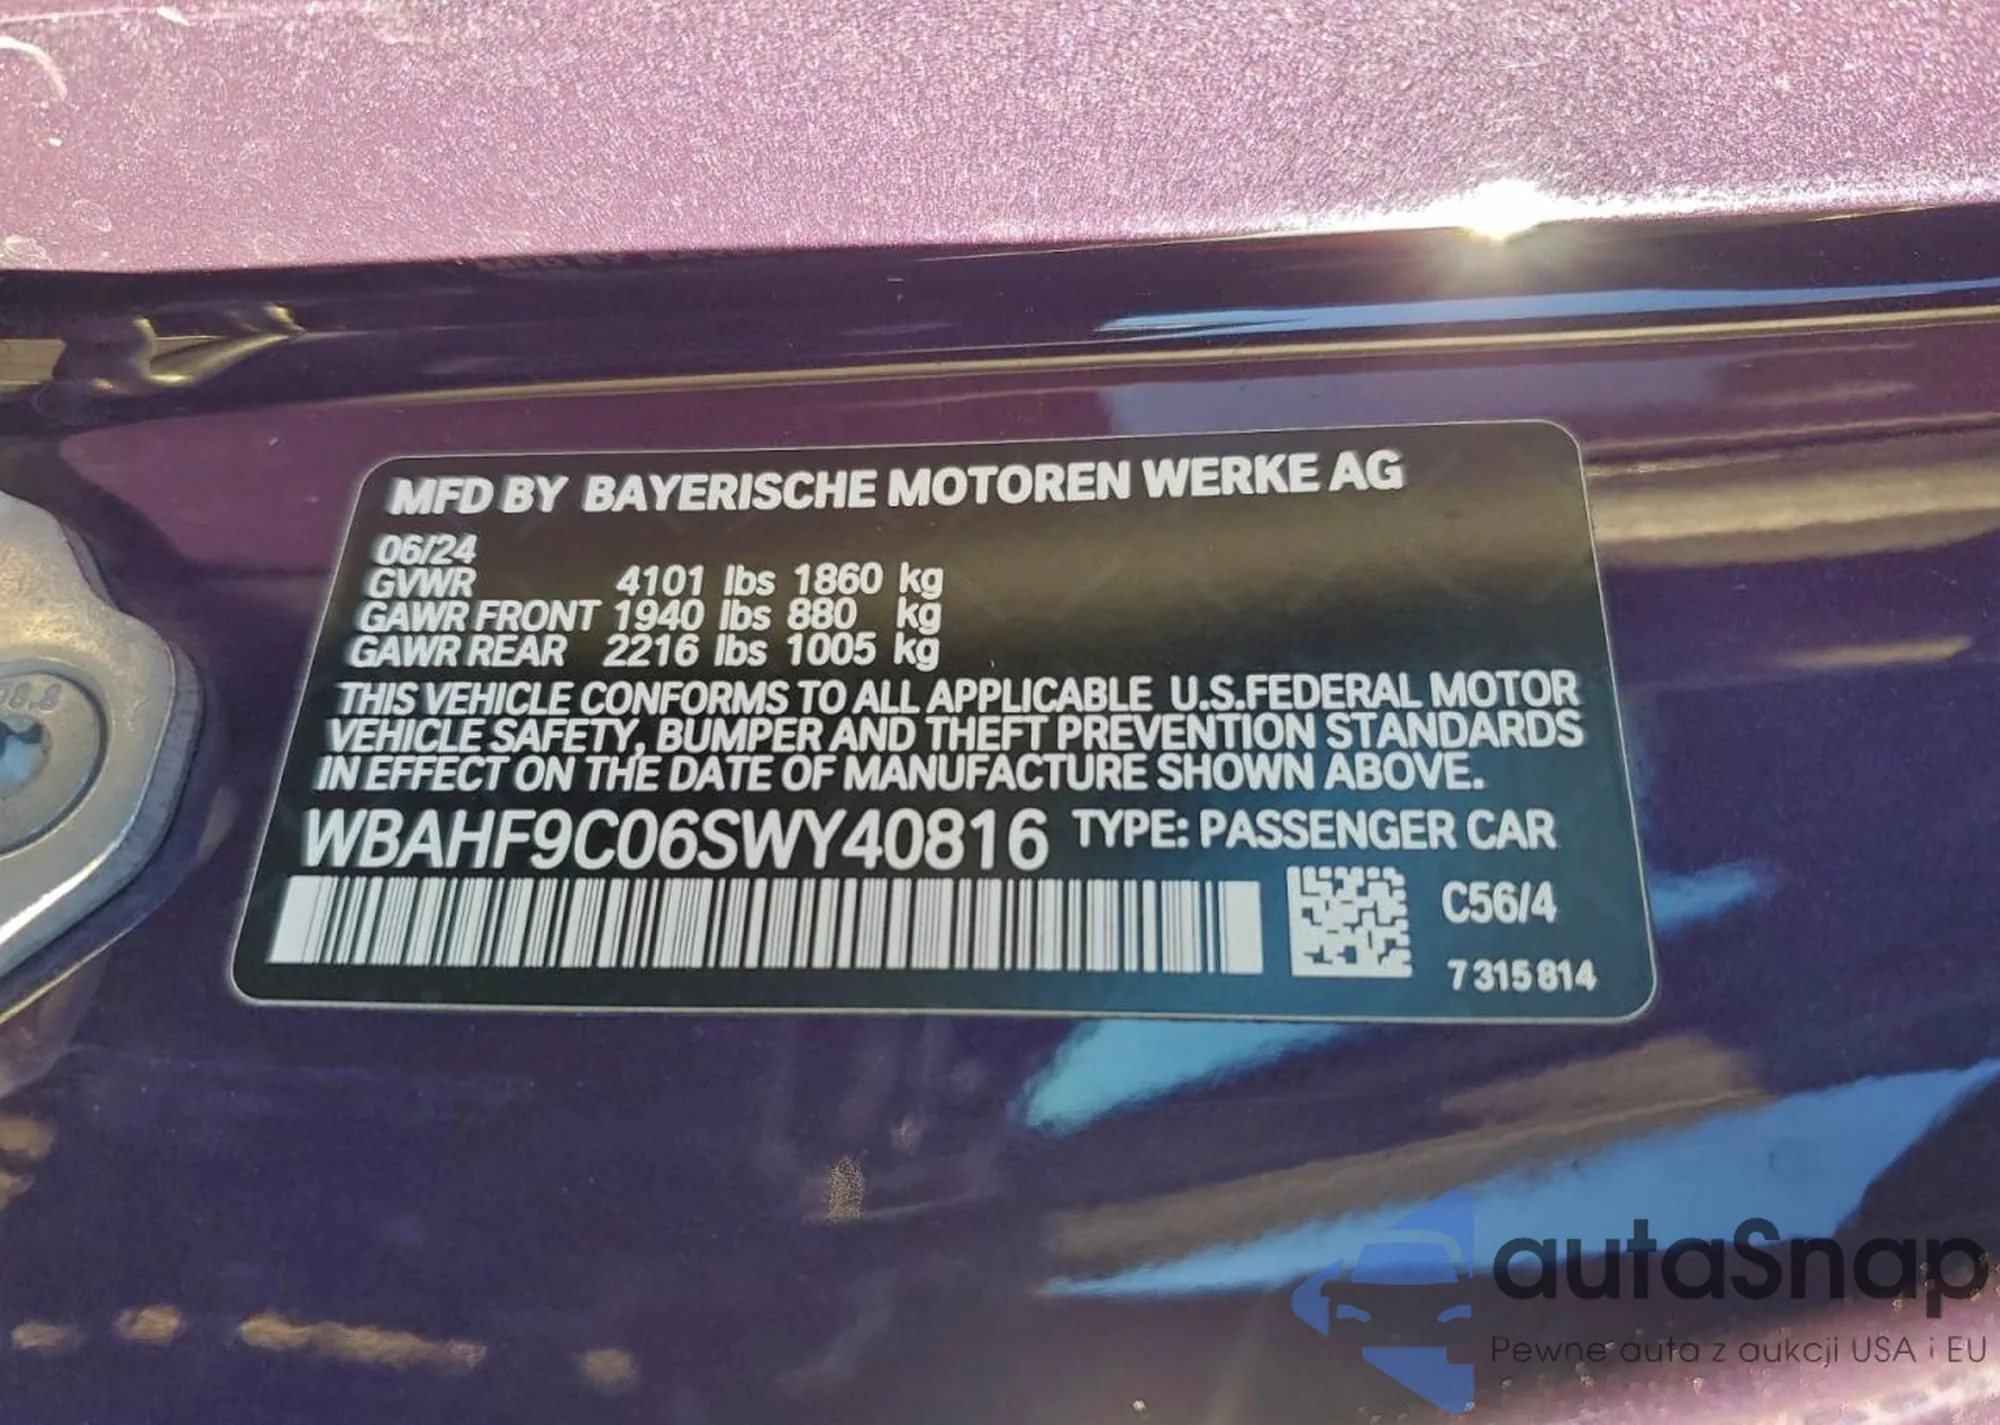 MFD BY BAYERISCHE MOTOREN WERKE AG
06/24
GVWR 4101 lbs 1860 kg
GAWR FRONT 1940 lbs 880 kg
GAWR REAR 2216 lbs 1005 kg
THIS VEHICLE CONFORMS TO ALL APPLICABLE U.S.FEDERAL MOTOR
VEHICLE SAFETY, BUMPER AND THEFT PREVENTION STANDARDS
IN EFFECT ON THE DATE OF MANUFACTURE SHOWN ABOVE.
WBAHF9C06SWY40816 TYPE: PASSENGER CAR
C56/4
7 315 814
autaSnap
Pewne auta z aukcji USA i EU